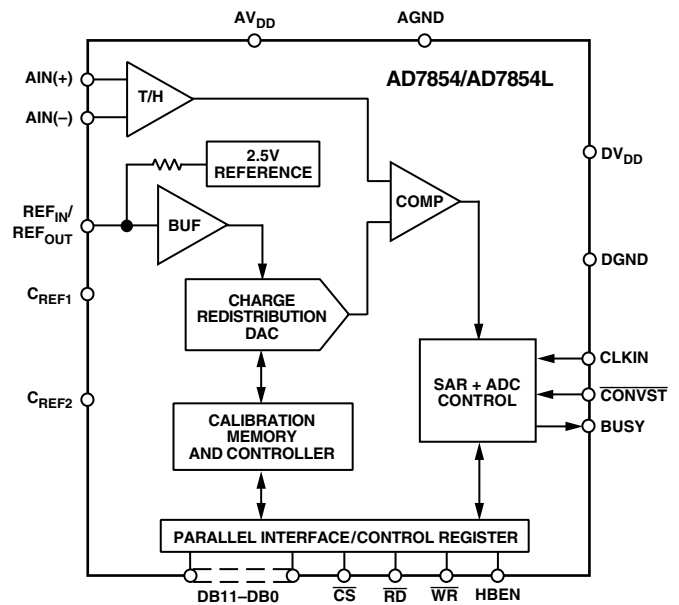 AVDD
AGND
AD7854/AD7854L
AIN(+)
AIN(–)
T/H
2.5V
REFERENCE
DVDD
COMP
REFIN/
REFOUT
BUF
DGND
CREF1
CHARGE
REDISTRIBUTION
DAC
CLKIN
SAR + ADC
CONTROL
CONVST
CREF2
BUSY
CALIBRATION
MEMORY
AND CONTROLLER
PARALLEL INTERFACE/CONTROL REGISTER
DB11–DB0
CS
RD
WR
HBEN